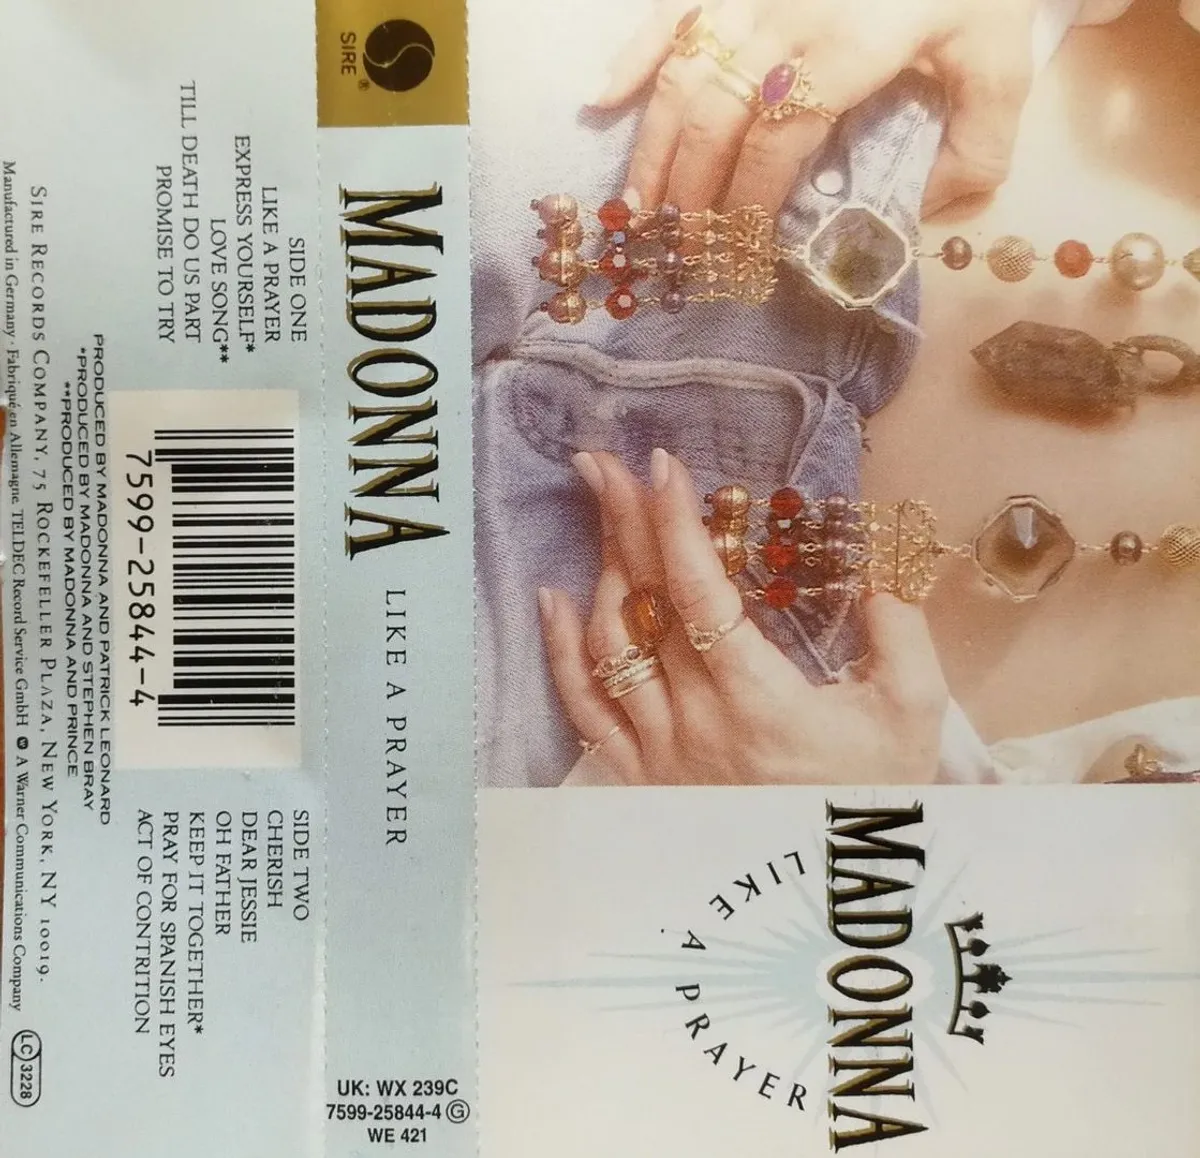 SIRE ®
MADONNA
LIKE A PRAYER
UK: WX 239C
7599-25844-4 G
WE 421
MADONNA
LIKE A PRAYER
SIDE ONE
LIKE A PRAYER
EXPRESS YOURSELF*
LOVE SONG**
TILL DEATH DO US PART
PROMISE TO TRY
7599-25844-4
SIDE TWO
CHERISH
DEAR JESSIE
OH FATHER
KEEP IT TOGETHER*
PRAY FOR SPANISH EYES
ACT OF CONTRITION
PRODUCED BY MADONNA AND PATRICK LEONARD
*PRODUCED BY MADONNA AND STEPHEN BRAY
**PRODUCED BY MADONNA AND PRINCE
SIRE RECORDS COMPANY, 75 ROCKEFELLER PLAZA, NEW YORK, NY 10019.
Manufactured in Germany · Fabriqué en Allemagne. TELDEC Record Service GmbH A Warner Communications Company
LC 3228